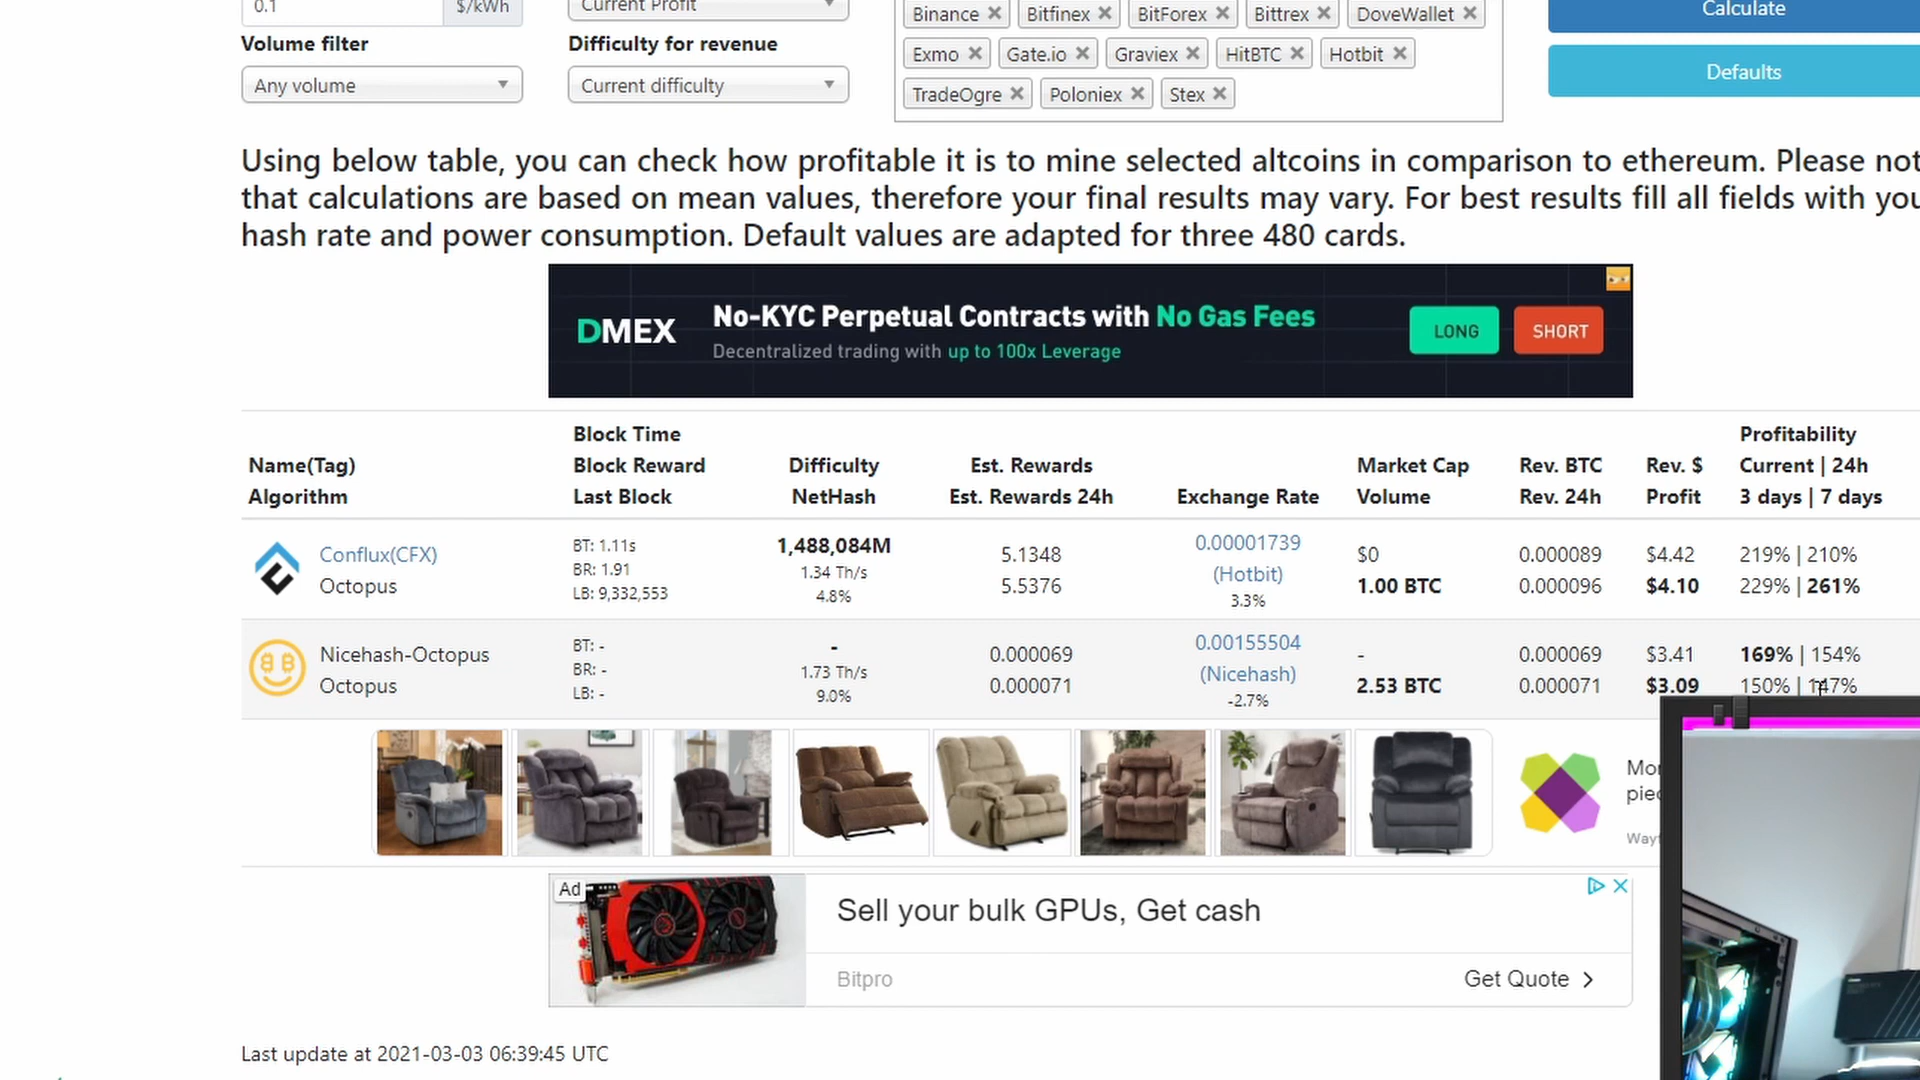 0.1
$/kWh
Current Profit
Binance
Bitfinex
BitForex
Bittrex
DoveWallet
Calculate
Volume filter
Difficulty for revenue
Exmo
Gate.io
Graviex
HitBTC
Hotbit
Any volume
Current difficulty
Defaults
TradeOgre
Poloniex
Stex
Using below table, you can check how profitable it is to mine selected altcoins in comparison to ethereum. Please
that calculations are based on mean values, therefore your final results may vary. For best results fill all fields with
hash rate and power consumption. Default values are adapted for three 480 cards.
DMEX
No-KYC Perpetual Contracts with No Gas Fees
Decentralized trading with up to 100x Leverage
LONG
SHORT
Name(Tag)
Algorithm
Block Time
Block Reward
Last Block
Difficulty
NetHash
Est. Rewards
Est. Rewards 24h
Exchange Rate
Market Cap
Volume
Rev. BTC
Rev. 24h
Rev. $
Profit
Profitability
Current | 24h
3 days | 7 days
Conflux(CFX)
Octopus
BT: 1.11s
BR: 1.91
LB: 9,332,553
1,488,084M
1.34 Th/s
4.8%
5.1348
5.5376
0.00001739
(Hotbit)
3.3%
$0
1.00 BTC
0.000089
0.000096
$4.42
$4.10
219% | 210%
229% | 261%
Nicehash-Octopus
Octopus
BT: -
BR: -
LB: -
-
1.73 Th/s
9.0%
0.000069
0.000071
0.00155504
(Nicehash)
-2.7%
-
2.53 BTC
0.000069
0.000071
$3.41
$3.09
169% | 154%
150% | 147%
Ad
Sell your bulk GPUs, Get cash
Bitpro
Get Quote
Last update at 2021-03-03 06:39:45 UTC